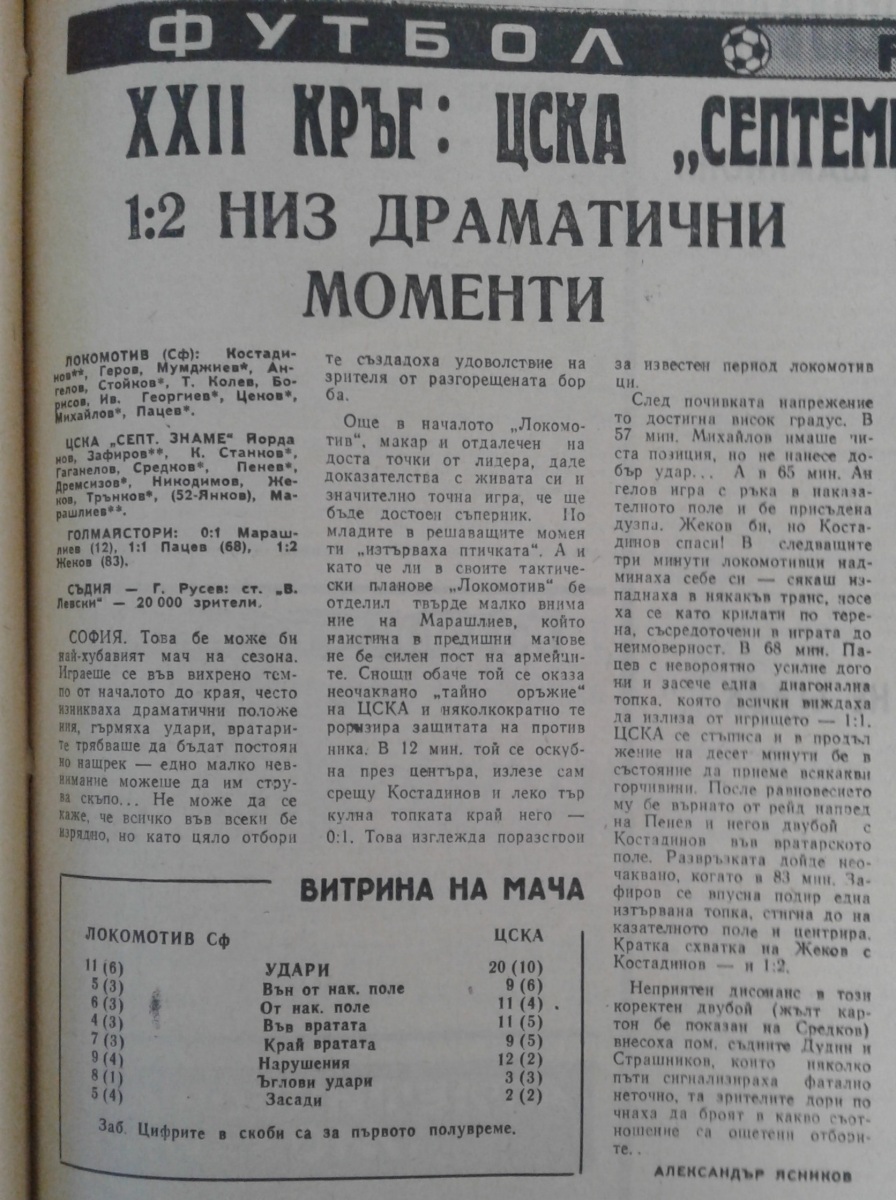 ФУТБОЛ
XXII КРЪГ: ЦСКА „СЕПТЕМ
1:2 НИЗ ДРАМАТИЧНИ
МОМЕНТИ
ЛОКОМОТИВ (Сф): Костади-
нов**, Геров, Мумджиев*, Ан-
гелов, Стойков*, Т. Колев, Бо-
рисов, Ив. Георгиев*, Ценов*,
Михайлов*, Пацев*.
ЦСКА „СЕПТ. ЗНАМЕ“ Йорда
нов, Зафиров**, К. Станков*,
Гаганелов, Средков*, Пенев*,
Дремсизов*, Никодимов, Же-
ков, Трънков*, (52-Янков), Ма-
рашлиев**.
ГОЛМАЙСТОРИ: 0:1 Мараш-
лиев (12), 1:1 Пацев (68), 1:2
Жеков (83).
СЪДИЯ — Г. Русев: ст. „В.
Левски“ — 20 000 зрители.
СОФИЯ. Това бе може би
най-хубавият мач на сезона.
Играеше се във вихрено тем-
по от началото до края, често
изникваха драматични положе
ния, гърмяха удари, вратари-
те трябваше да бъдат постоян
но нащрек — едно малко нев-
нимание можеше да им стру-
ва скъпо... Не може да се
каже, че всичко във всеки бе
изрядно, но като цяло отбори
те създадоха удоволствие на
зрителя от разгорещената бор
ба.
Още в началото „Локомо-
тив“, макар и отдалечен на
доста точки от лидера, даде
доказателства с живата си и
значително точна игра, че ще
бъде достоен съперник. Но
младите в решаващите момен
ти „изтърваха птичката“. А и
като че ли в своите тактиче-
ски планове „Локомотив“ бе
отделил твърде малко внима
ние на Марашлиев, който
наистина в предишни мачове
не бе силен пост на армейци-
те. Снощи обаче той се оказа
неочаквано „тайно оръжие“
на ЦСКА и няколкократно те
роризира защитата на против
ника. В 12 мин. той се оскуб-
на през центъра, излезе сам
срещу Костадинов и леко тър
кулна топката край него —
0:1. Това изглежда поразстрои
за известен период локомотив
ци.
След почивката напрежение
то достигна висок градус. В
57 мин. Михайлов имаше чи-
ста позиция, но не нанесе до-
бър удар... А в 65 мин. Ан
гелов игра с ръка в наказа-
телното поле и бе присъдена
дузпа. Жеков би, но Коста-
динов спаси! В следващите
три минути локомотивци над-
минаха себе си — сякаш из-
паднаха в някакъв транс, носе
ха се като крилати по тере-
на, съсредоточени в играта до
неимоверност. В 68 мин. Па-
цев с невероятно усилие дого
ни и засече една диагонална
топка, която всички виждаха
да излиза от игрището — 1:1.
ЦСКА се стъписа и в продъл
жение на десет минути бе в
състояние да приеме всякакви
горчивини. После равновесието
му бе върнато от рейд напред
на Пенев и негов двубой с
Костадинов във вратарското
поле. Развръзката дойде нео-
чаквано, когато в 83 мин. За-
фиров се впусна подир една
изтървана топка, стигна до на
казателното поле и центрира.
Кратка схватка на Жеков с
Костадинов — и 1:2.
Неприятен дисонанс в този
коректен двубой (жълт кар-
тон бе показан на Средков)
внесоха пом. съдиите Дудин и
Страшников, които няколко
пъти сигнализираха фатално
неточно, та зрителите дори по
чнаха да броят в какво съот-
ношение са ощетени отбори-
те..
АЛЕКСАНДЪР ЯСНИКОВ
ВИТРИНА НА МАЧА
ЛОКОМОТИВ Сф ЦСКА
11 (6) УДАРИ 20 (10)
5 (3) Вън от нак. поле 9 (6)
6 (3) От нак. поле 11 (4)
4 (3) Във вратата 11 (5)
7 (3) Край вратата 9 (5)
9 (4) Нарушения 12 (2)
8 (1) Ъглови удари 3 (3)
5 (4) Засади 2 (2)
Заб. Цифрите в скоби са за първото полувреме.